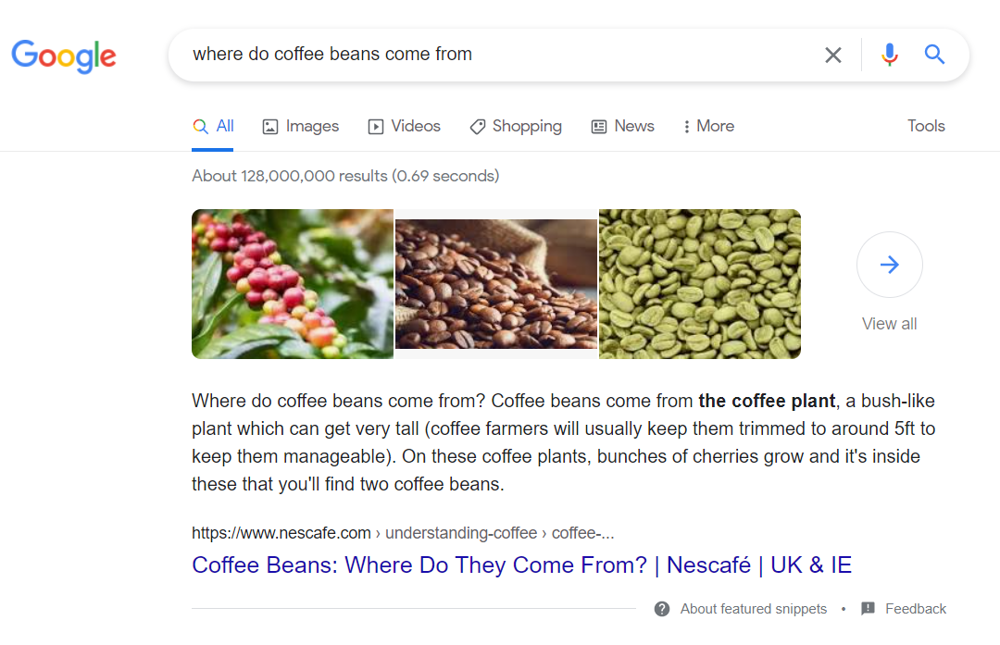 Google
where do coffee beans come from
All
Images
Videos
Shopping
News
More
Tools
About 128,000,000 results (0.69 seconds)
View all
Where do coffee beans come from? Coffee beans come from the coffee plant, a bush-like
plant which can get very tall (coffee farmers will usually keep them trimmed to around 5ft to
keep them manageable). On these coffee plants, bunches of cherries grow and it's inside
these that you'll find two coffee beans.
https://www.nescafe.com › understanding-coffee › coffee-...
Coffee Beans: Where Do They Come From? | Nescafé | UK & IE
About featured snippets • Feedback